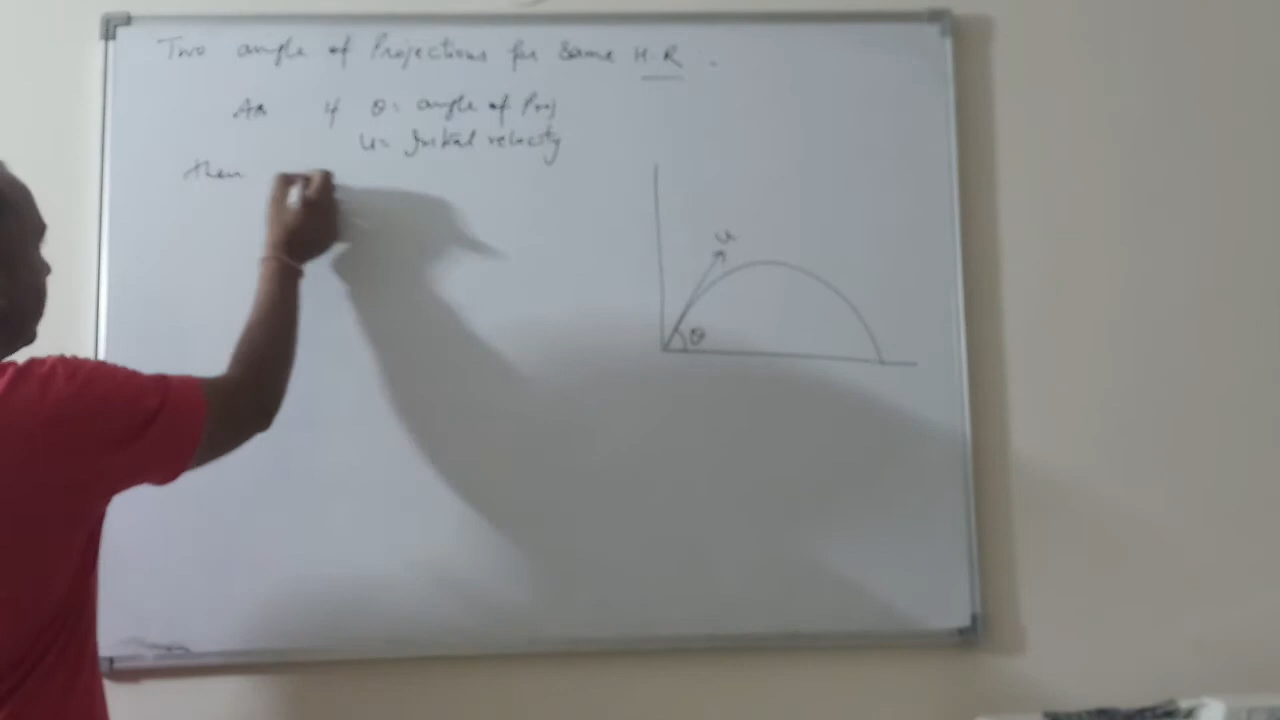 Two angle of Projections for Same H.R.
As if θ = angle of Proj
u = Initial velocity
then
u
θ